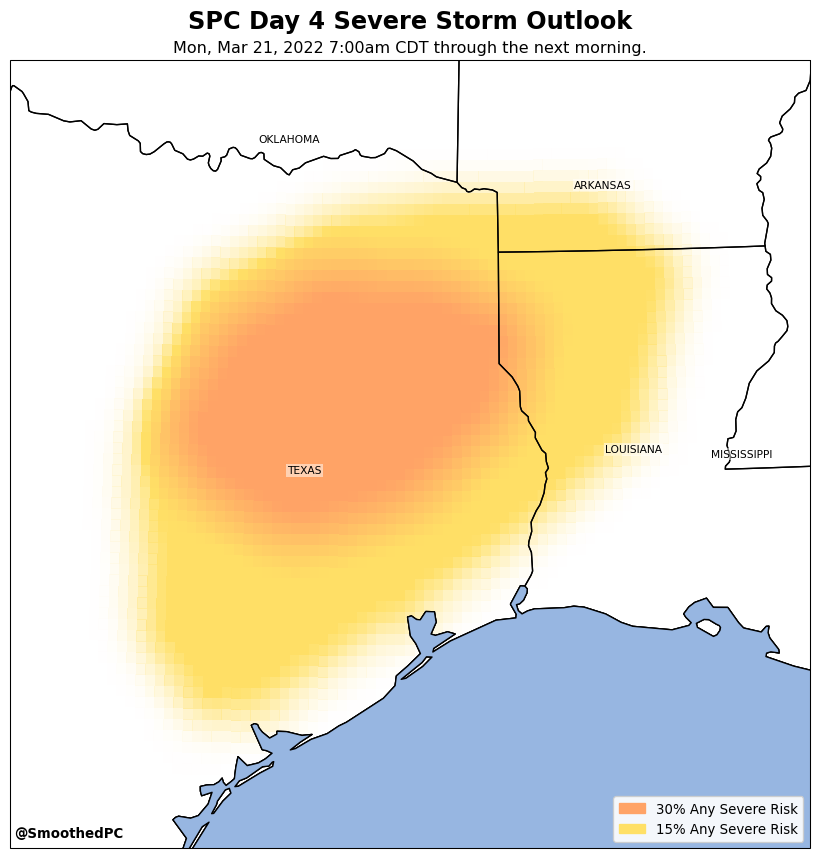 SPC Day 4 Severe Storm Outlook
Mon, Mar 21, 2022 7:00am CDT through the next morning.
OKLAHOMA
ARKANSAS
LOUISIANA
MISSISSIPPI
TEXAS
30% Any Severe Risk
15% Any Severe Risk
@SmoothedPC